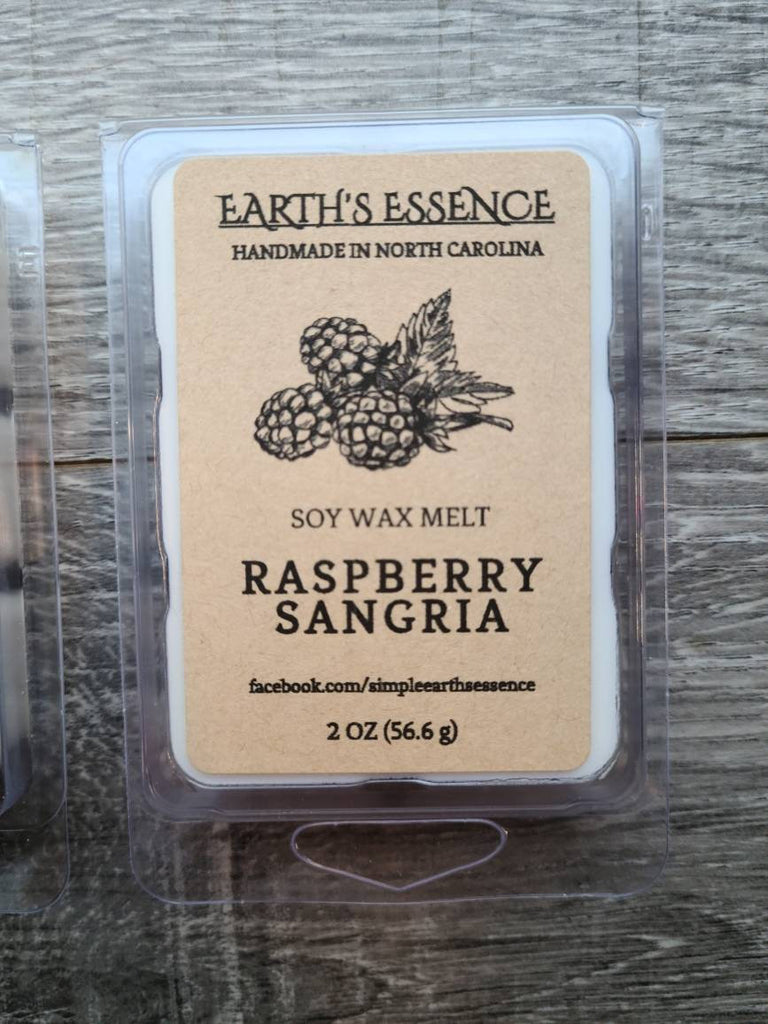 EARTH'S ESSENCE
HANDMADE IN NORTH CAROLINA
SOY WAX MELT
RASPBERRY
SANGRIA
facebook.com/simpleearthsessence
2 OZ (56.6 g)